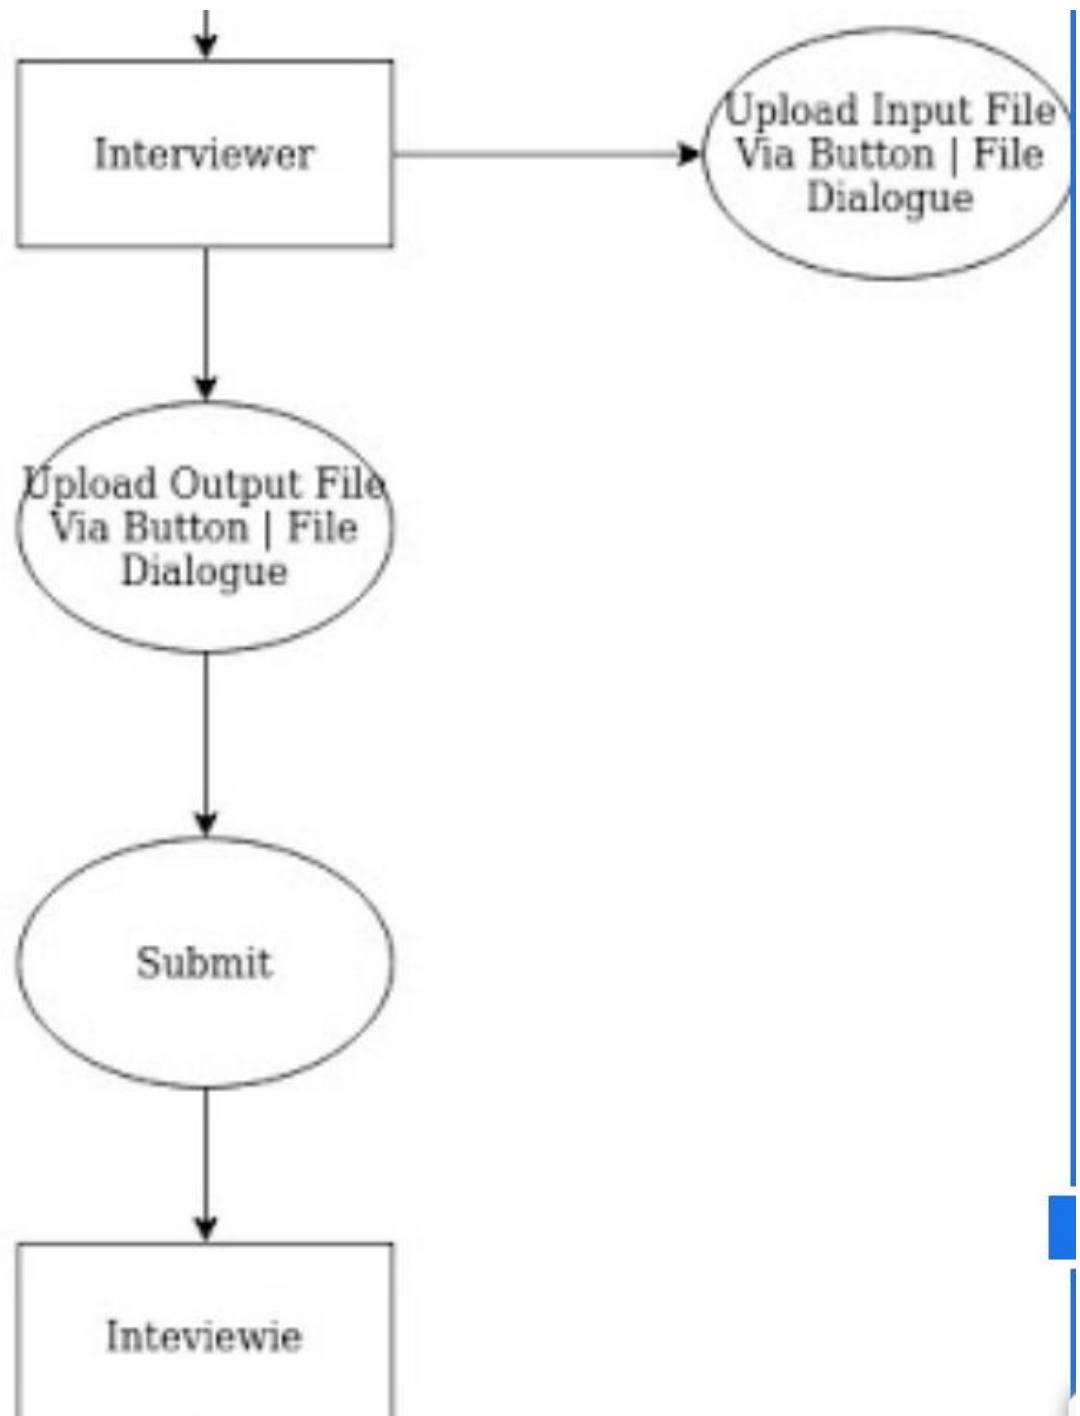 Interviewer
Upload Input File
Via Button | File
Dialogue
Upload Output File
Via Button | File
Dialogue
Submit
Inteviewie